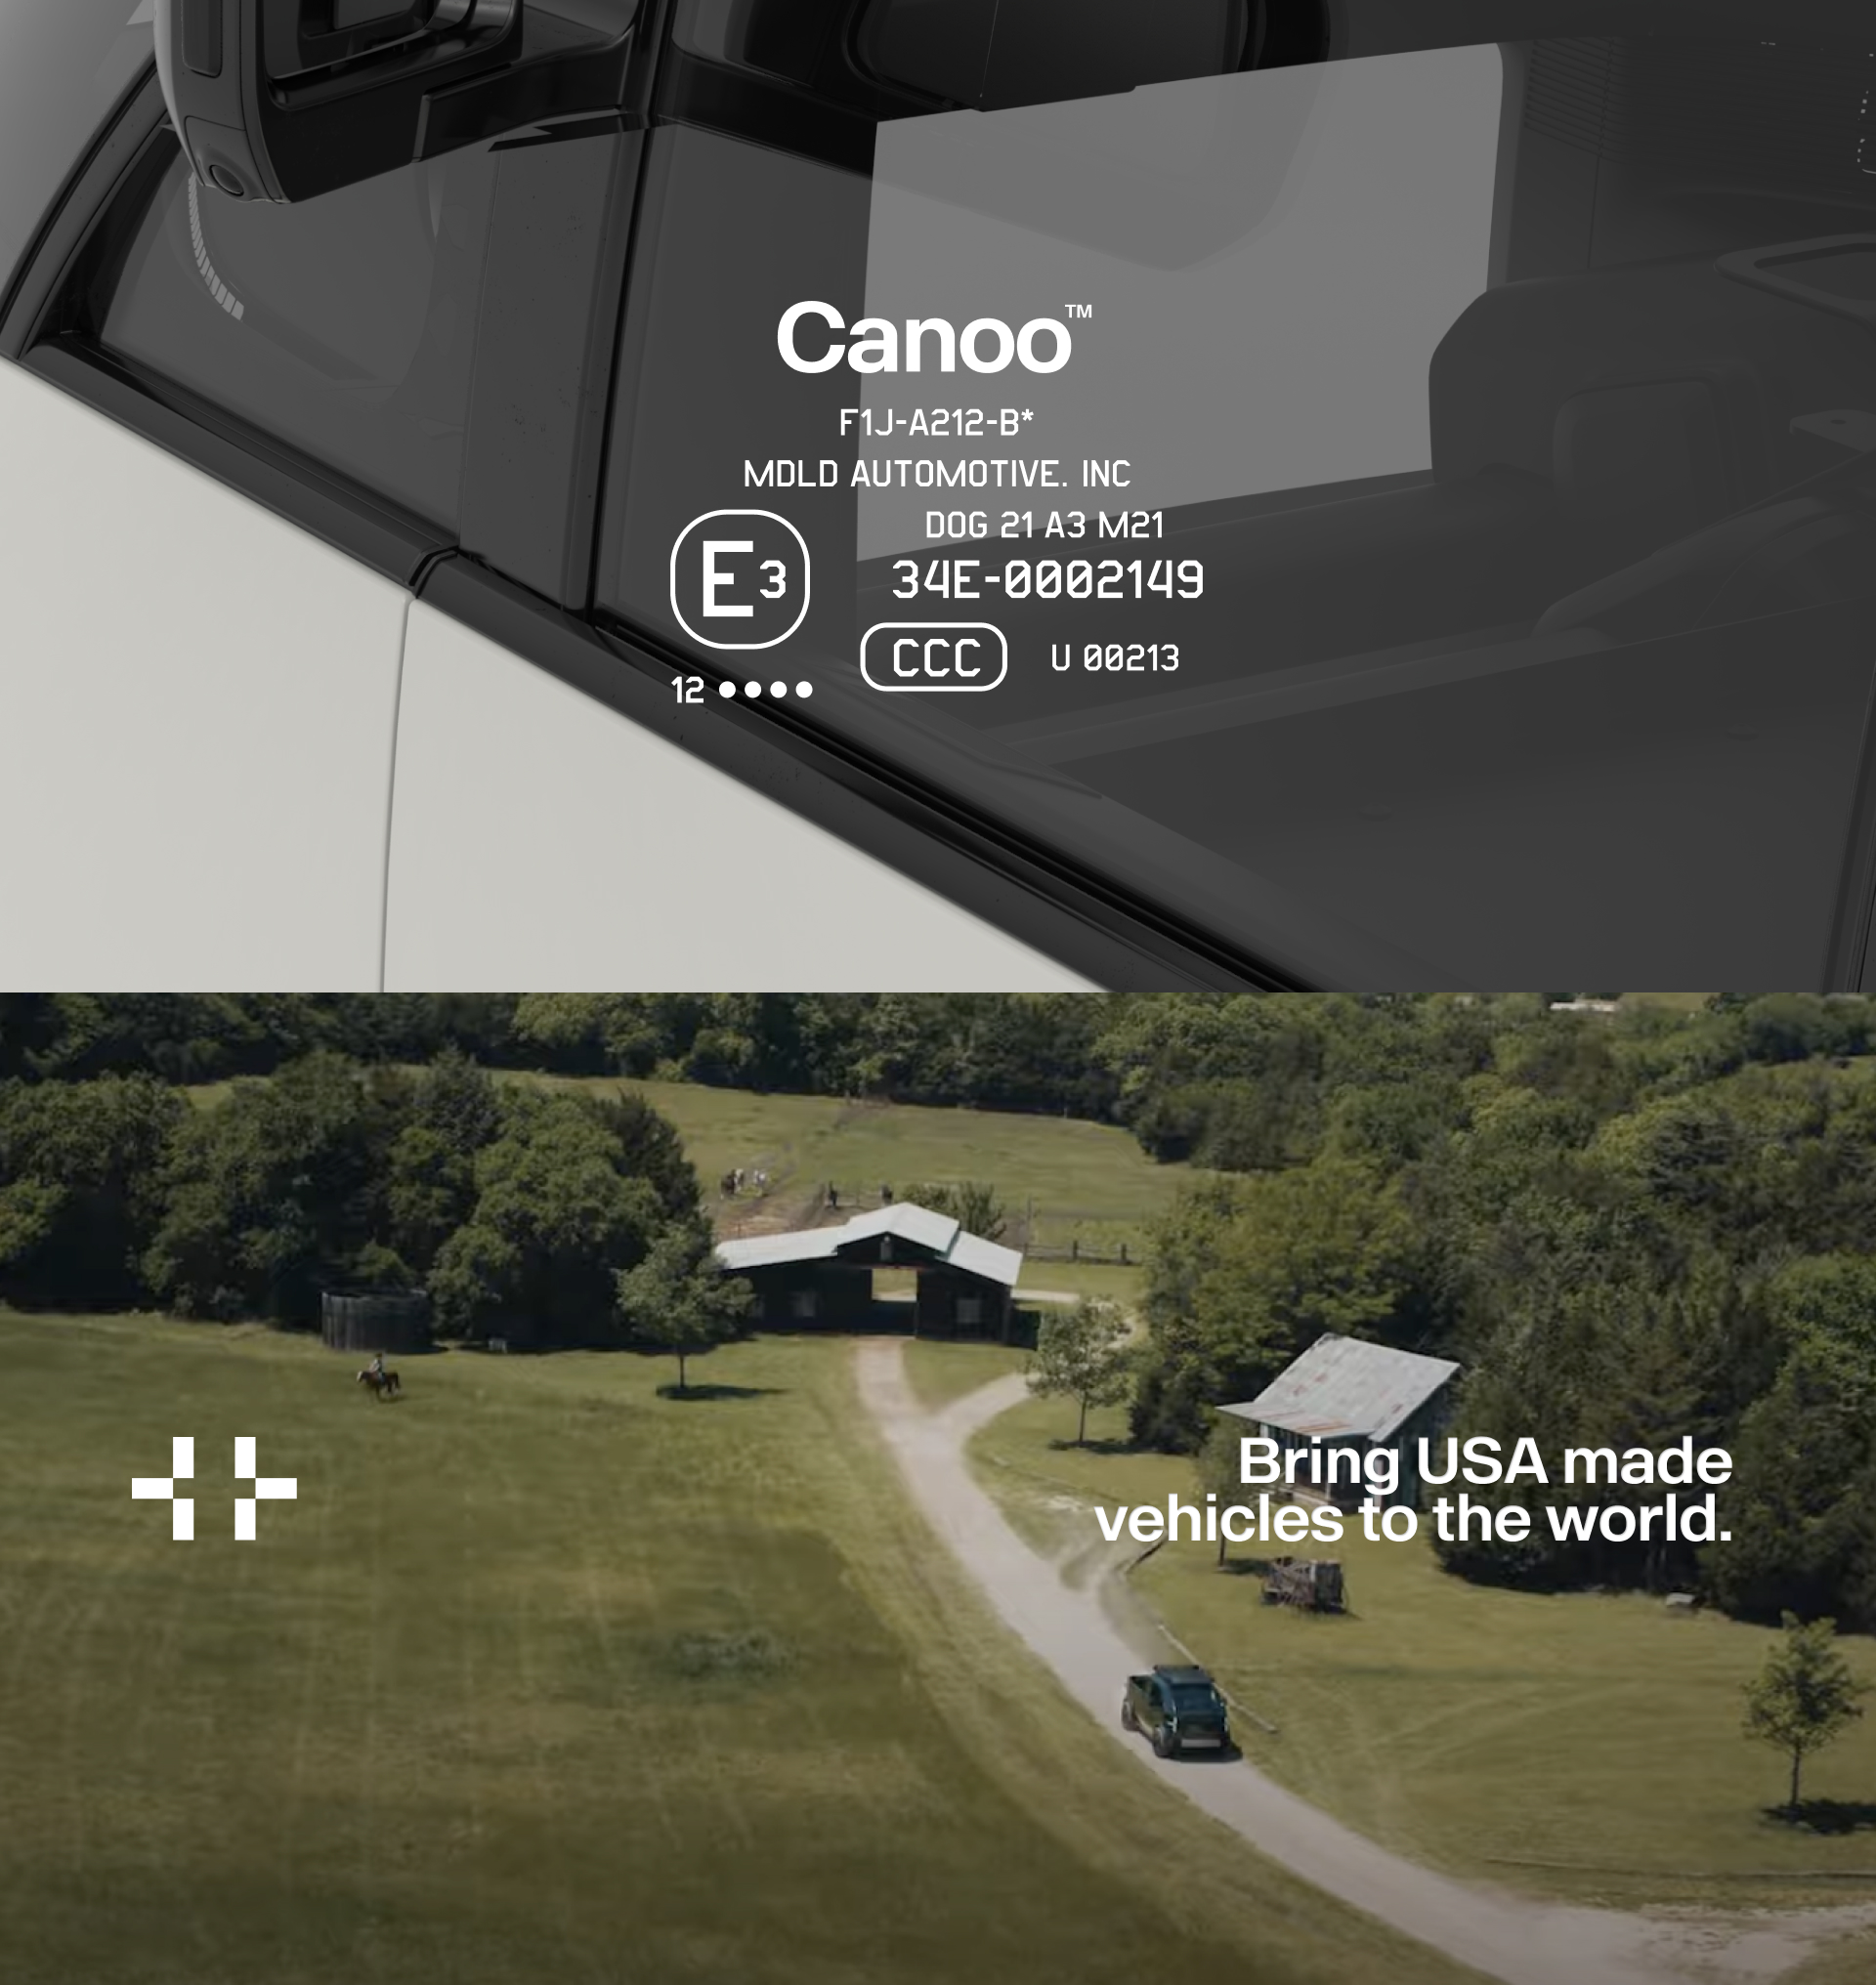 Canoo™
F1J-A212-B*
MDLD AUTOMOTIVE. INC
DOG 21 A3 M21
E3
34E-0002149
CCC
U 00213
12 ●●●●
Bring USA made
vehicles to the world.